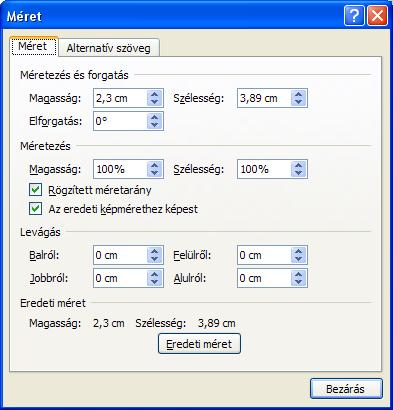 Méret
Méret Alternatív szöveg
Méretezés és forgatás
Magasság: 2,3 cm Szélesség: 3,89 cm
Elforgatás: 0°
Méretezés
Magasság: 100% Szélesség: 100%
Rögzített méretarány
Az eredeti képmérethez képest
Levágás
Balról: 0 cm Felülről: 0 cm
Jobbról: 0 cm Alulról: 0 cm
Eredeti méret
Magasság: 2,3 cm Szélesség: 3,89 cm
Eredeti méret
Bezárás